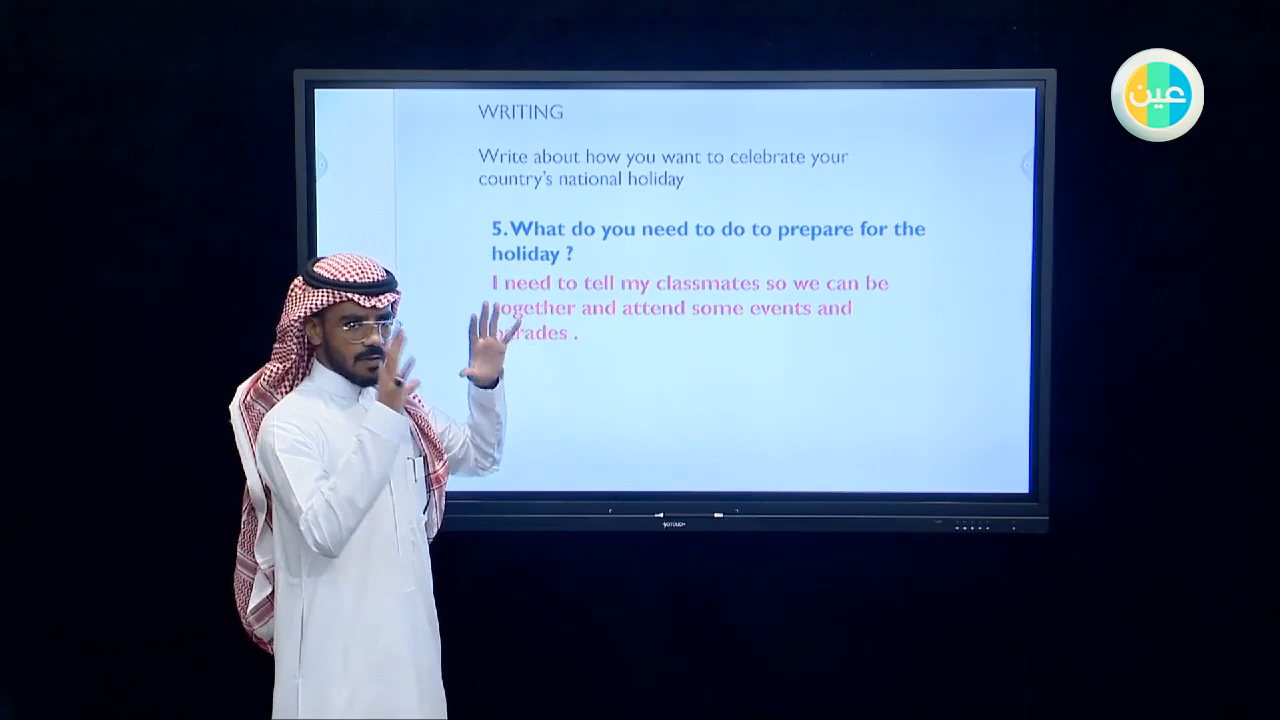 عين
WRITING
Write about how you want to celebrate your
country's national holiday
5. What do you need to do to prepare for the
holiday ?
I need to tell my classmates so we can be
together and attend some events and
parades .